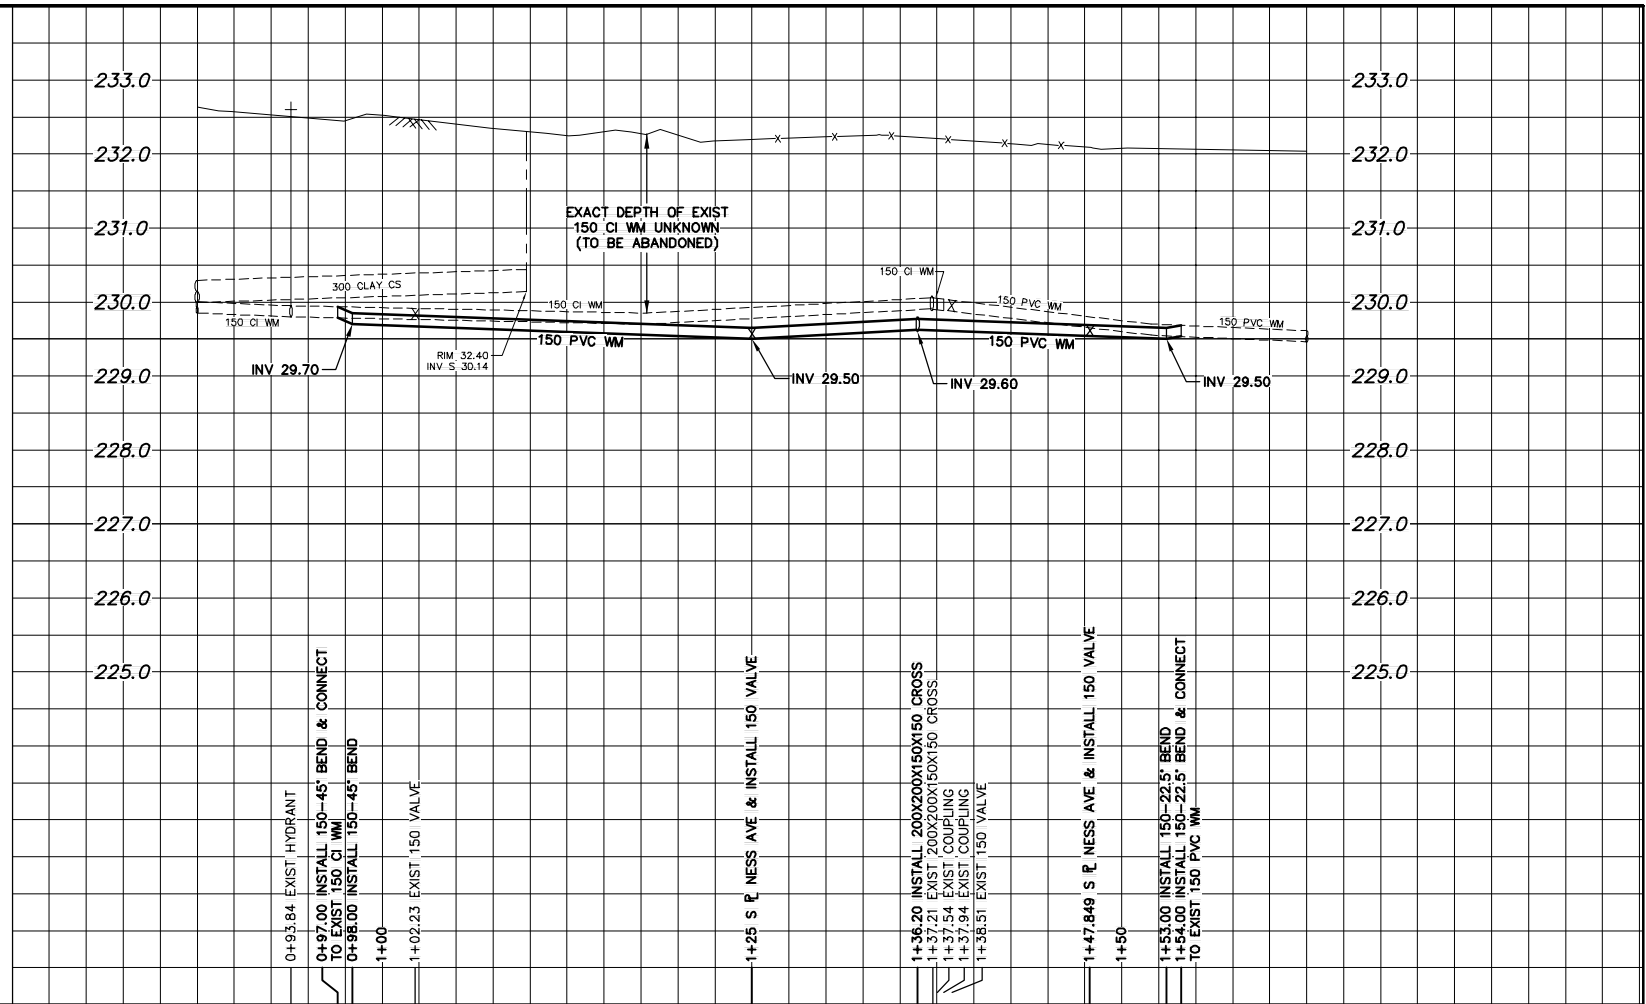 233.0
233.0
232.0
232.0
EXACT DEPTH OF EXIST
150 CI WM UNKNOWN
(TO BE ABANDONED)
231.0
231.0
150 CI WM
300 CLAY CS
230.0
150 CI WM
150 PVC WM
230.0
150 CI WM
150 PVC WM
150 PVC WM
150 PVC WM
RIM 32.40
INV S 30.14
INV 29.70
229.0
INV 29.50
INV 29.60
INV 29.50
229.0
228.0
228.0
227.0
227.0
226.0
226.0
225.0
225.0
0+93.84 EXIST HYDRANT
0+97.00 INSTALL 150-45° BEND & CONNECT
TO EXIST 150 CI WM
0+98.00 INSTALL 150-45° BEND
1+00
1+02.23 EXIST 150 VALVE
1+25 S PL NESS AVE & INSTALL 150 VALVE
1+36.20 INSTALL 200X200X150X150 CROSS
1+37.21 EXIST 200X200X150X150 CROSS
1+37.54 EXIST COUPLING
1+37.94 EXIST COUPLING
1+38.51 EXIST 150 VALVE
1+47.849 S PL NESS AVE & INSTALL 150 VALVE
1+50
1+53.00 INSTALL 150-22.5° BEND
1+54.00 INSTALL 150-22.5° BEND & CONNECT
TO EXIST 150 PVC WM